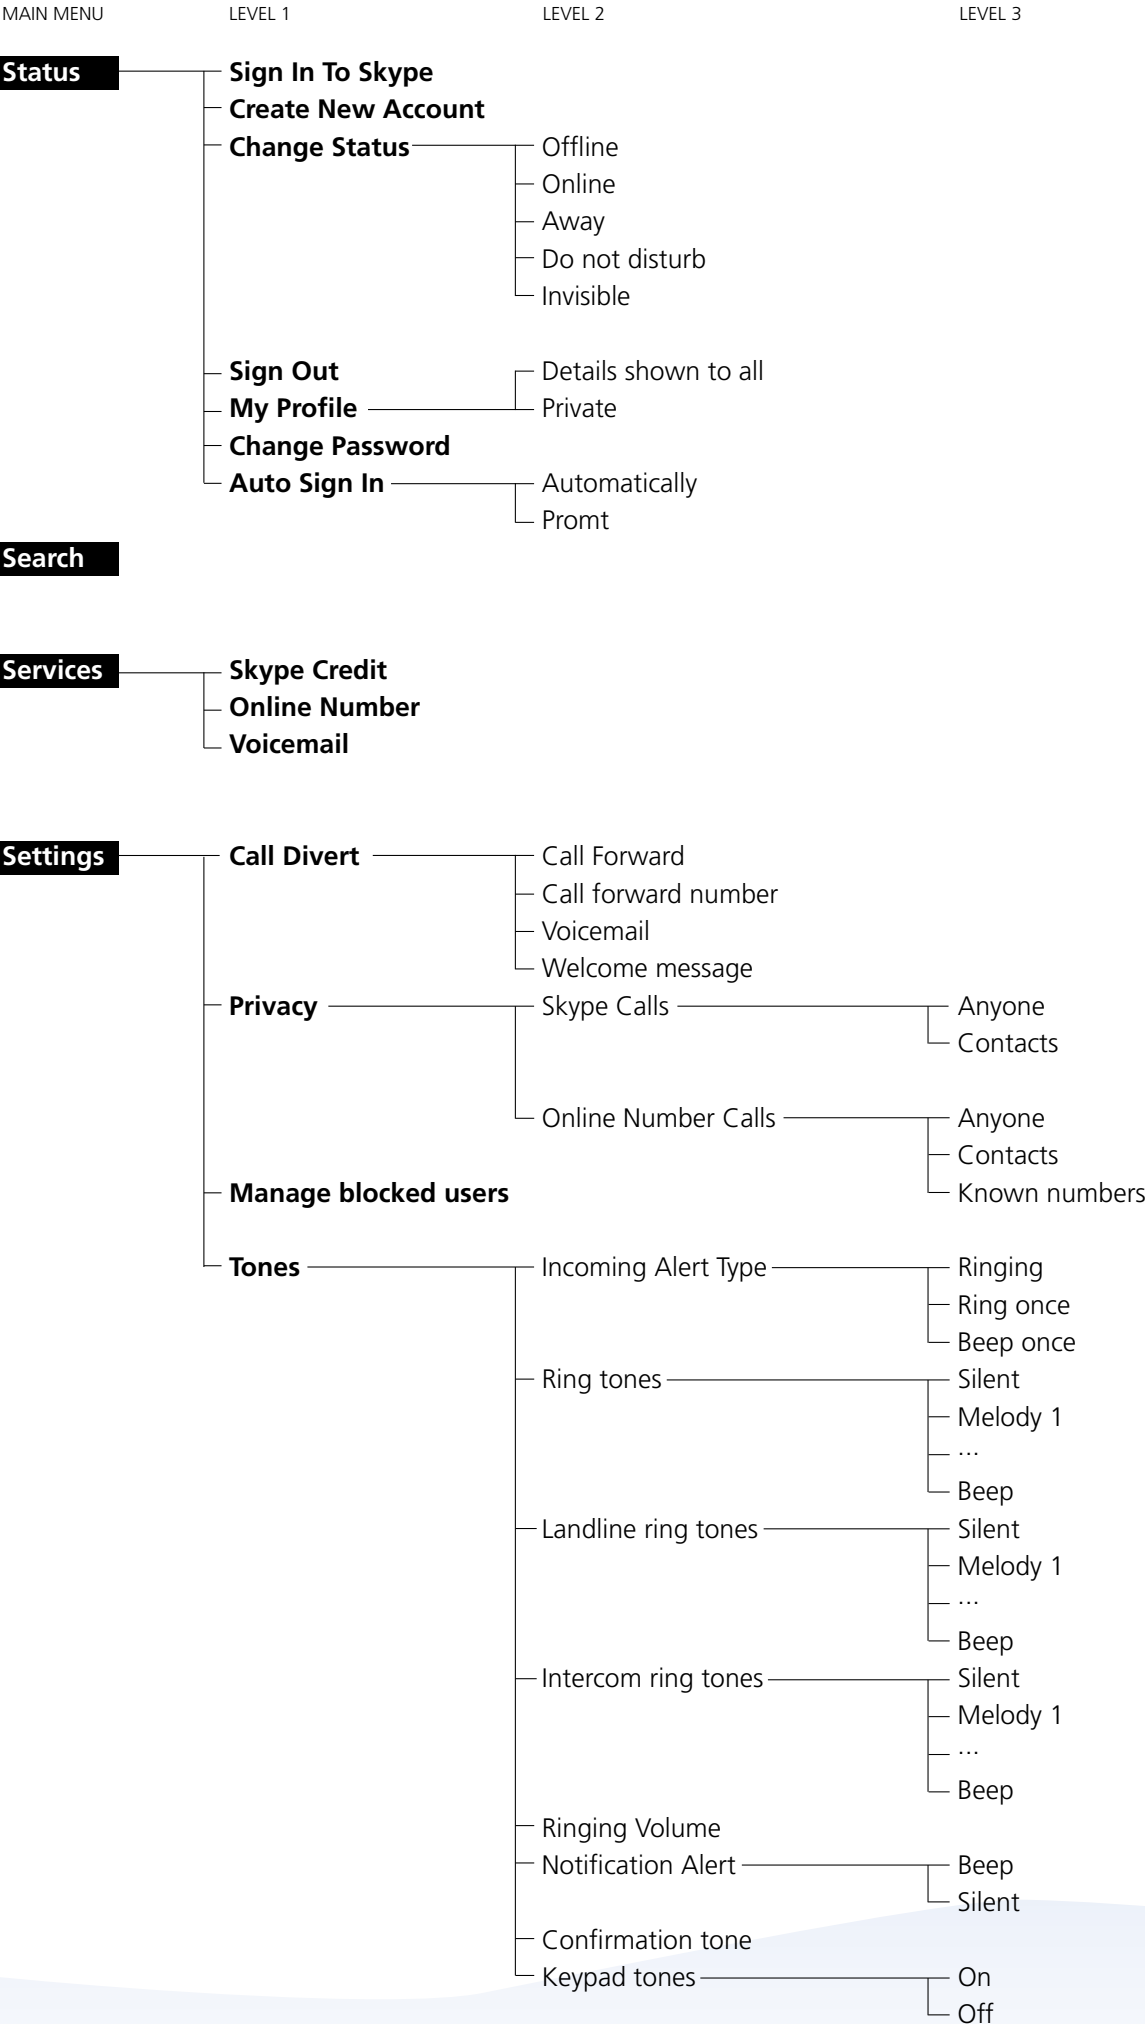 MAIN MENU LEVEL 1 LEVEL 2 LEVEL 3
Status Sign In To Skype
Create New Account
Change Status Offline
Online
Away
Do not disturb
Invisible
Sign Out Details shown to all
My Profile Private
Change Password
Auto Sign In Automatically
Promt
Search
Services Skype Credit
Online Number
Voicemail
Settings Call Divert Call Forward
Call forward number
Voicemail
Welcome message
Privacy Skype Calls Anyone
Contacts
Online Number Calls Anyone
Contacts
Manage blocked users Known numbers
Tones Incoming Alert Type Ringing
Ring once
Beep once
Ring tones Silent
Melody 1
...
Beep
Landline ring tones Silent
Melody 1
...
Beep
Intercom ring tones Silent
Melody 1
...
Beep
Ringing Volume
Notification Alert Beep
Silent
Confirmation tone
Keypad tones On
Off